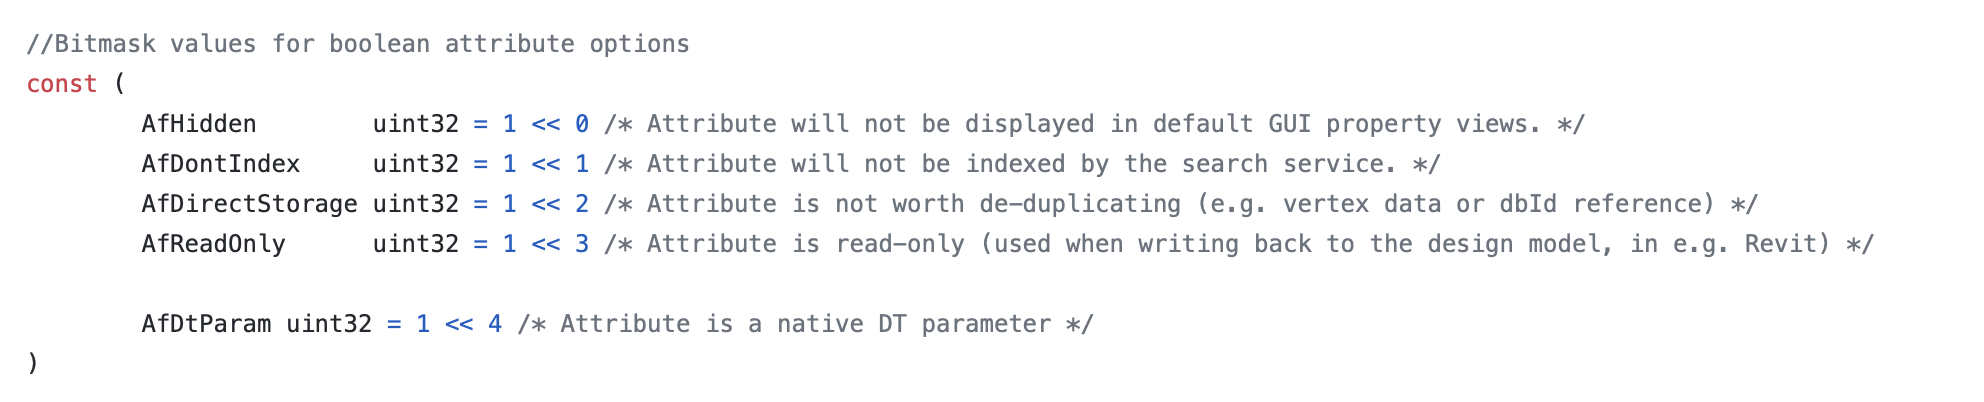 //Bitmask values for boolean attribute options
const (
        AfHidden        uint32 = 1 << 0 /* Attribute will not be displayed in default GUI property views. */
        AfDontIndex     uint32 = 1 << 1 /* Attribute will not be indexed by the search service. */
        AfDirectStorage uint32 = 1 << 2 /* Attribute is not worth de-duplicating (e.g. vertex data or dbId reference) */
        AfReadOnly      uint32 = 1 << 3 /* Attribute is read-only (used when writing back to the design model, in e.g. Revit) */

        AfDtParam uint32 = 1 << 4 /* Attribute is a native DT parameter */
)